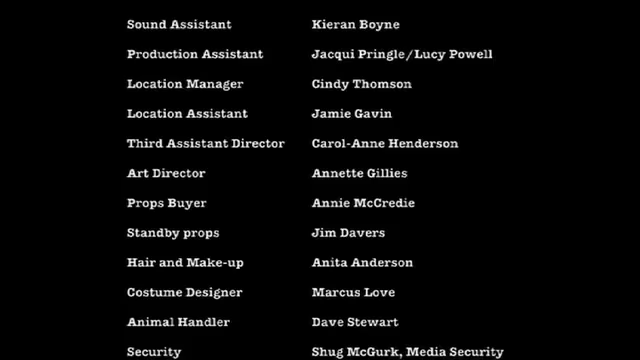 Sound Assistant Kieran Boyne
Production Assistant Jacqui Pringle/Lucy Powell
Location Manager Cindy Thomson
Location Assistant Jamie Gavin
Third Assistant Director Carol-Anne Henderson
Art Director Annette Gillies
Props Buyer Annie McCredie
Standby props Jim Davers
Hair and Make-up Anita Anderson
Costume Designer Marcus Love
Animal Handler Dave Stewart
Security Shug McGurk, Media Security